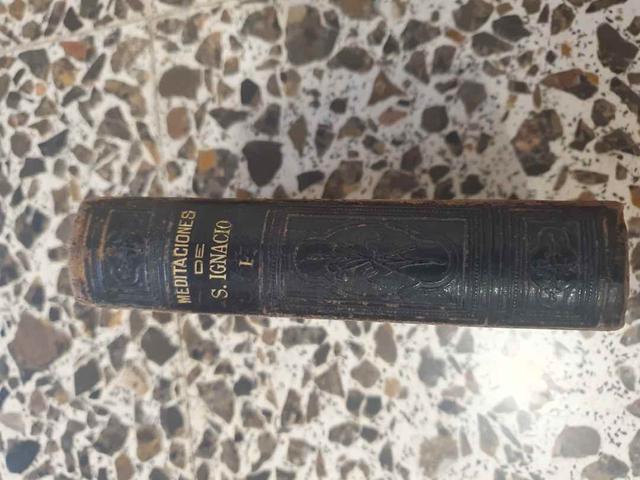 MEDITACIONES
DE
S. IGNACIO
I.